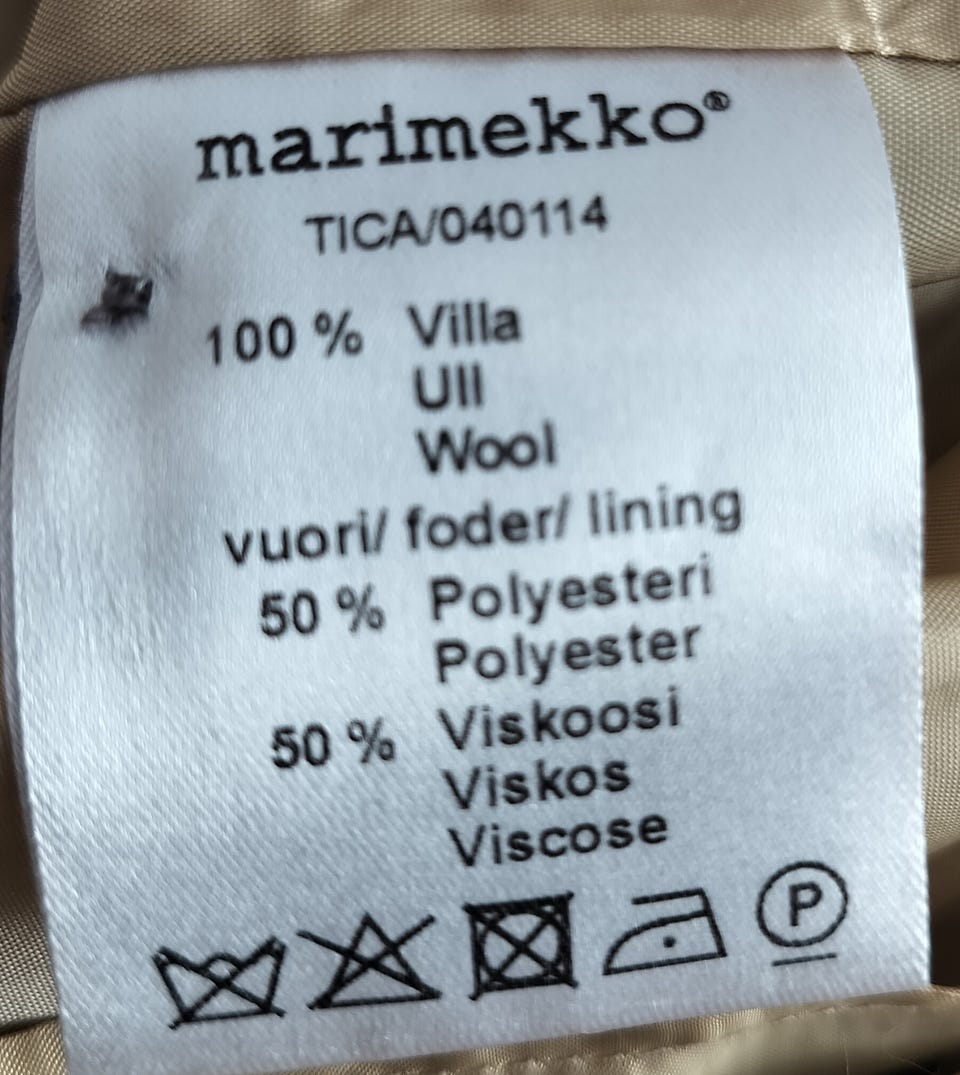 marimekko®
TICA/040114
100 % Villa
Ull
Wool
vuori/ foder/ lining
50 % Polyesteri
Polyester
50 % Viskoosi
Viskos
Viscose
P